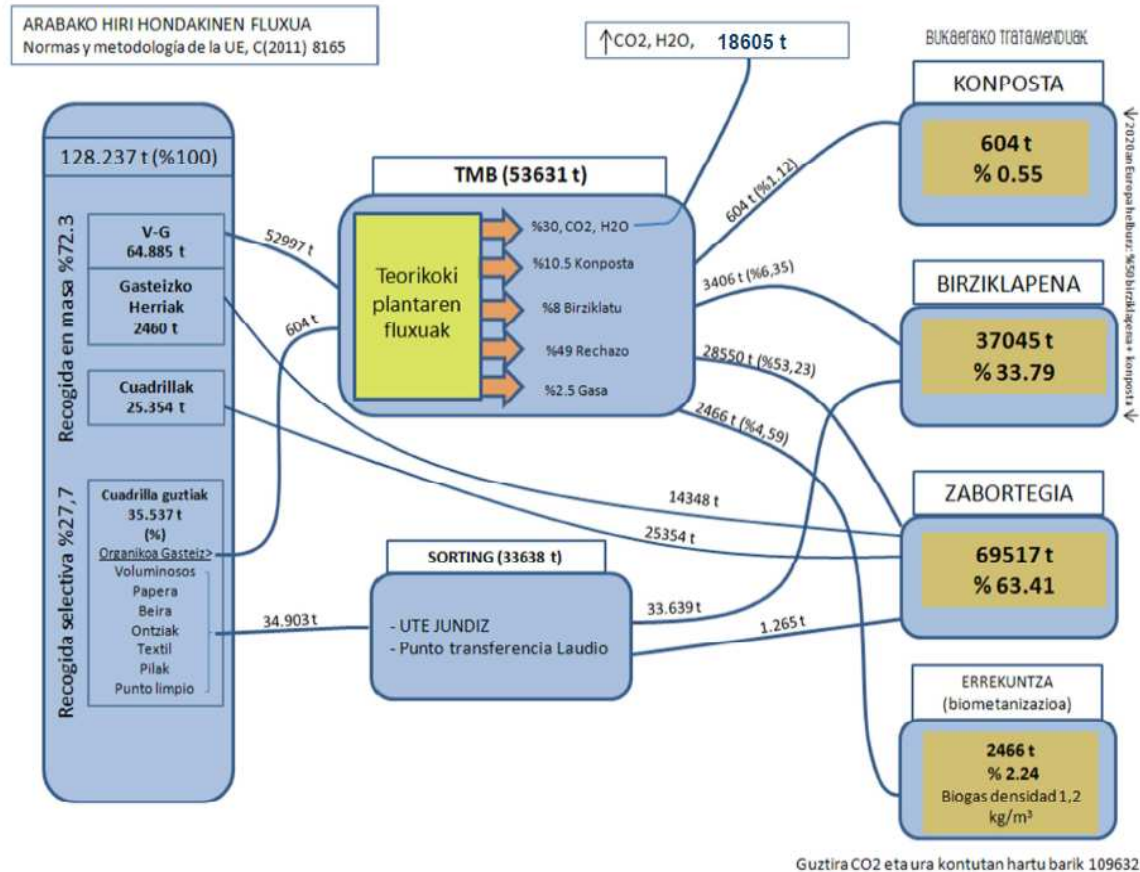 ARABAKO HIRI HONDAKINEN FLUXUA
Normas y metodología de la UE, C(2011) 8165
↑CO2, H2O, 18605 t
BUKAERAKO TRATAMENDUAK
128.237 t (%100)
Recogida en masa %72.3
V-G
64.885 t
Gasteizko
Herriak
2460 t
Cuadrillak
25.354 t
Recogida selectiva %27,7
Cuadrilla guztiak
35.537 t
(%)
Organikoa Gasteiz>
Voluminosos
Papera
Beira
Ontziak
Textil
Pilak
Punto limpio
52997 t
604 t
34.903 t
TMB (53631 t)
Teorikoki
plantaren
fluxuak
%30, CO2, H2O
%10.5 Konposta
%8 Birziklatu
%49 Rechazo
%2.5 Gasa
604 t (%1.12)
3406 t (%6,35)
28550 t (%53,23)
2466 t (%4,59)
14348 t
25354 t
SORTING (33638 t)
- UTE JUNDIZ
- Punto transferencia Laudio
33.639 t
1.265 t
KONPOSTA
604 t
% 0.55
BIRZIKLAPENA
37045 t
% 33.79
ZABORTEGIA
69517 t
% 63.41
ERREKUNTZA
(biometanizazioa)
2466 t
% 2.24
Biogas densidad 1,2
kg/m³
↓2020an Europa helburuz: %50 birziklapena + konposta↓
Guztira CO2 eta ura kontutan hartu barik 109632